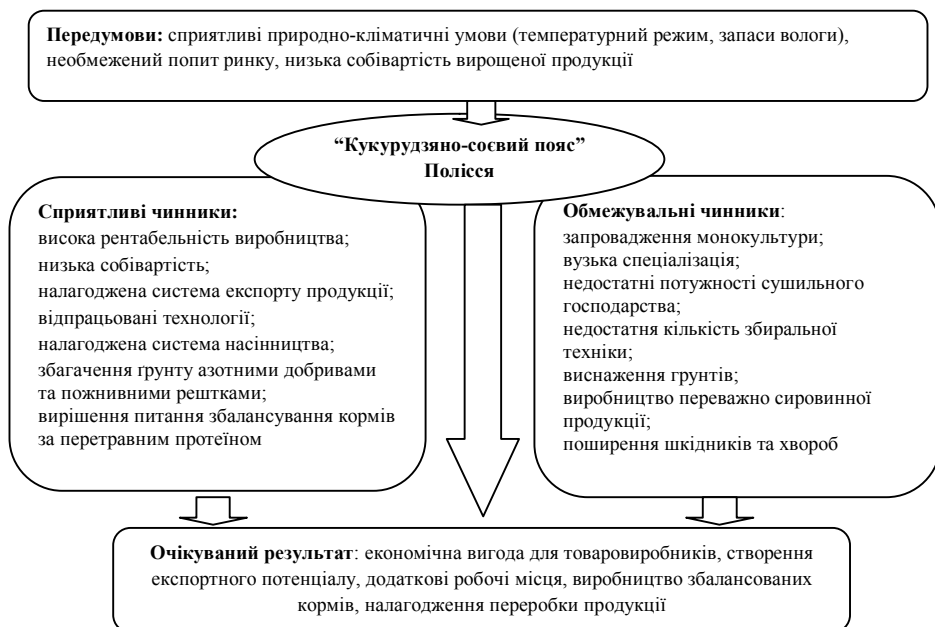 Передумови: сприятливі природно-кліматичні умови (температурний режим, запаси вологи),
необмежений попит ринку, низька собівартість вирощеної продукції
“Кукурудзяно-соєвий пояс”
Полісся
Сприятливі чинники:
висока рентабельність виробництва;
низька собівартість;
налагоджена система експорту продукції;
відпрацьовані технології;
налагоджена система насінництва;
збагачення ґрунту азотними добривами
та пожнивними рештками;
вирішення питання збалансування кормів
за перетравним протеїном
Обмежувальні чинники:
запровадження монокультури;
вузька спеціалізація;
недостатні потужності сушильного
господарства;
недостатня кількість збиральної
техніки;
виснаження грунтів;
виробництво переважно сировинної
продукції;
поширення шкідників та хвороб
Очікуваний результат: економічна вигода для товаровиробників, створення
експортного потенціалу, додаткові робочі місця, виробництво збалансованих
кормів, налагодження переробки продукції